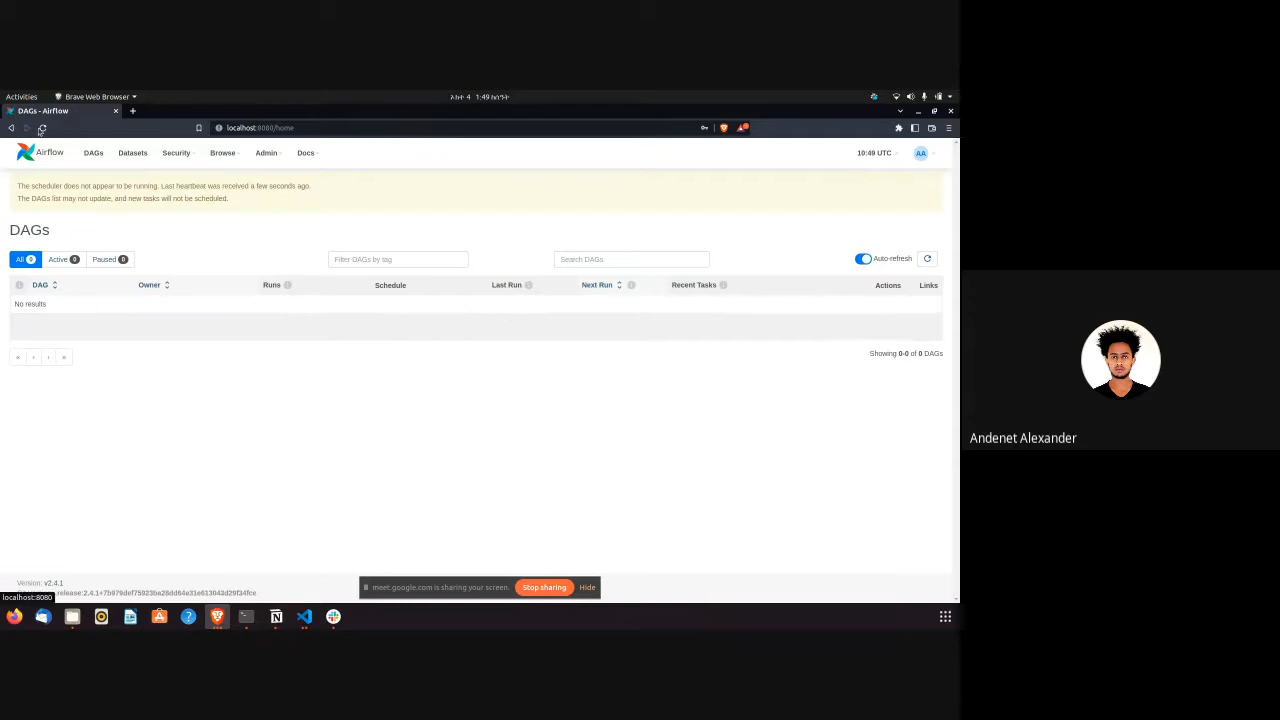 Activities
Brave Web Browser
1:49
DAGs - Airflow
localhost:8080/home
Airflow
DAGs
Datasets
Security
Browse
Admin
Docs
10:49 UTC
AA
The scheduler does not appear to be running. Last heartbeat was received a few seconds ago.
The DAGs list may not update, and new tasks will not be scheduled.
DAGs
All 0
Active 0
Paused 0
Filter DAGs by tag
Search DAGs
Auto-refresh
DAG
Owner
Runs
Schedule
Last Run
Next Run
Recent Tasks
Actions
Links
No results
« ‹ › »
Showing 0-0 of 0 DAGs
Andenet Alexander
Version: v2.4.1
meet.google.com is sharing your screen.
Stop sharing
Hide
localhost:8080